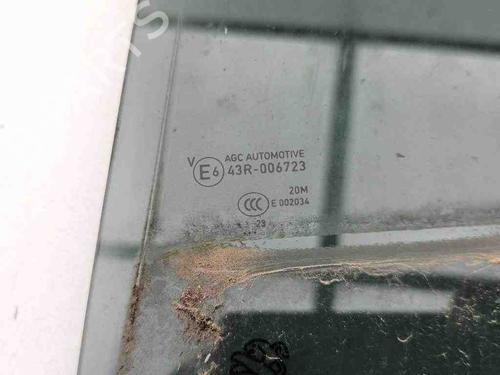 AGC AUTOMOTIVE
V E6 43R-006723
20M
CCC E 002034
23